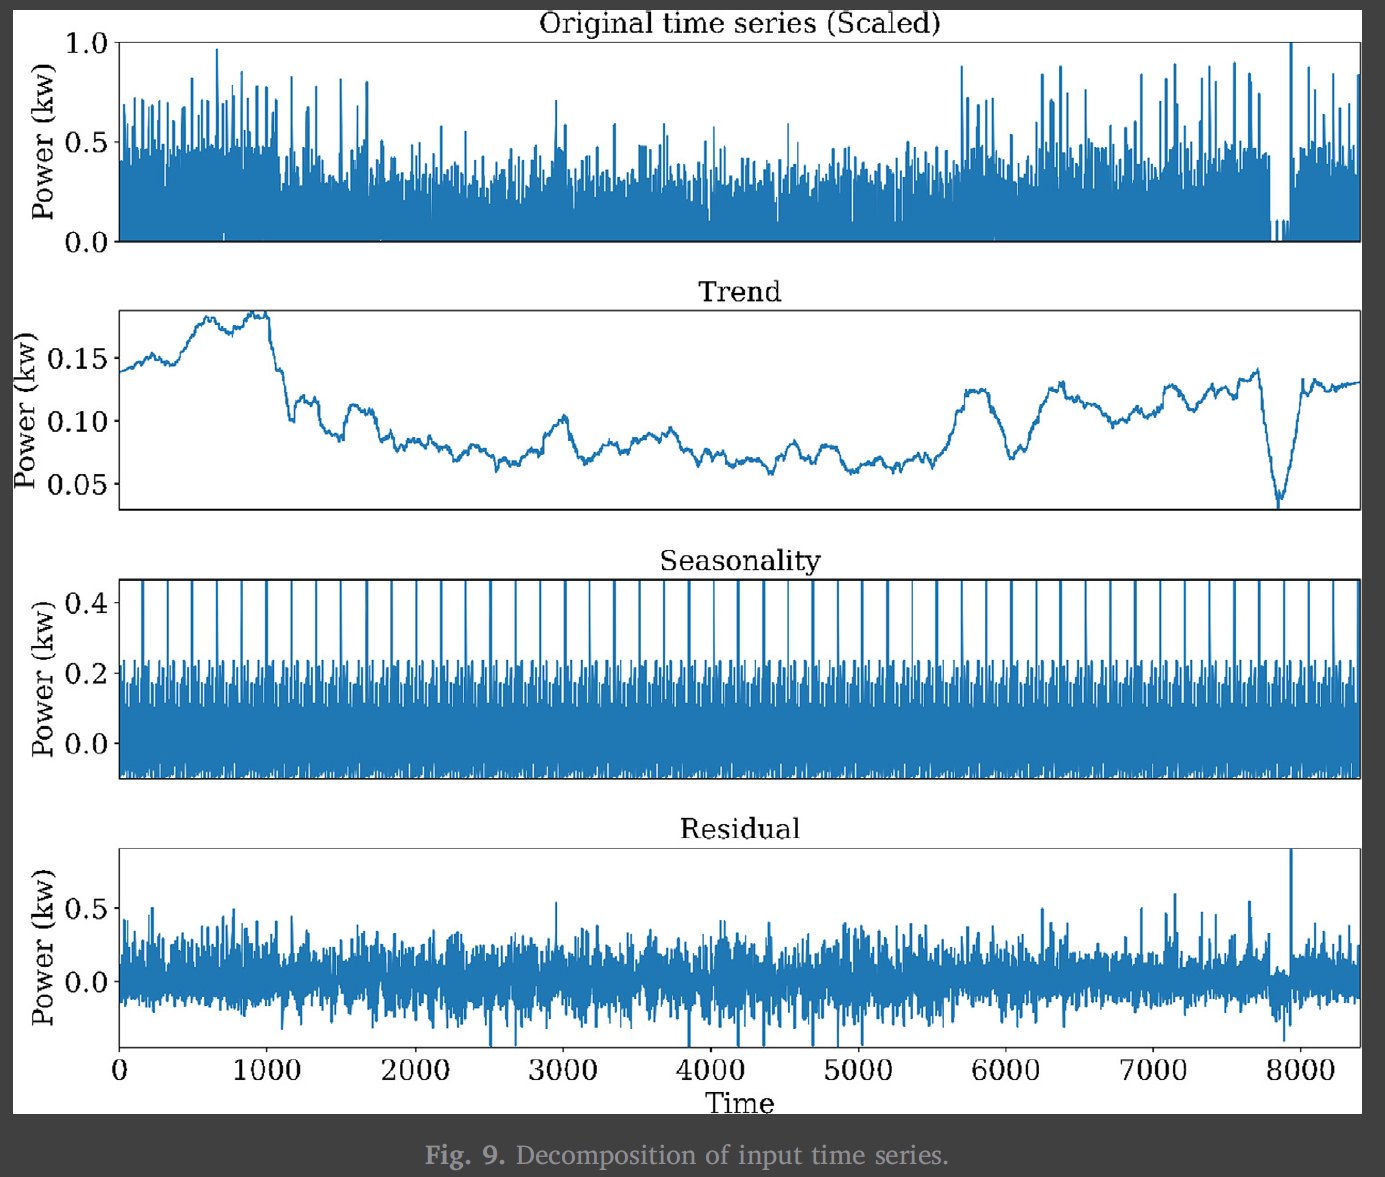 Original time series (Scaled)
1.0
0.5
0.0
Power (kw)
Trend
0.15
0.10
0.05
Power (kw)
Seasonality
0.4
0.2
0.0
Power (kw)
Residual
0.5
0.0
Power (kw)
0 1000 2000 3000 4000 5000 6000 7000 8000
Time
Fig. 9. Decomposition of input time series.